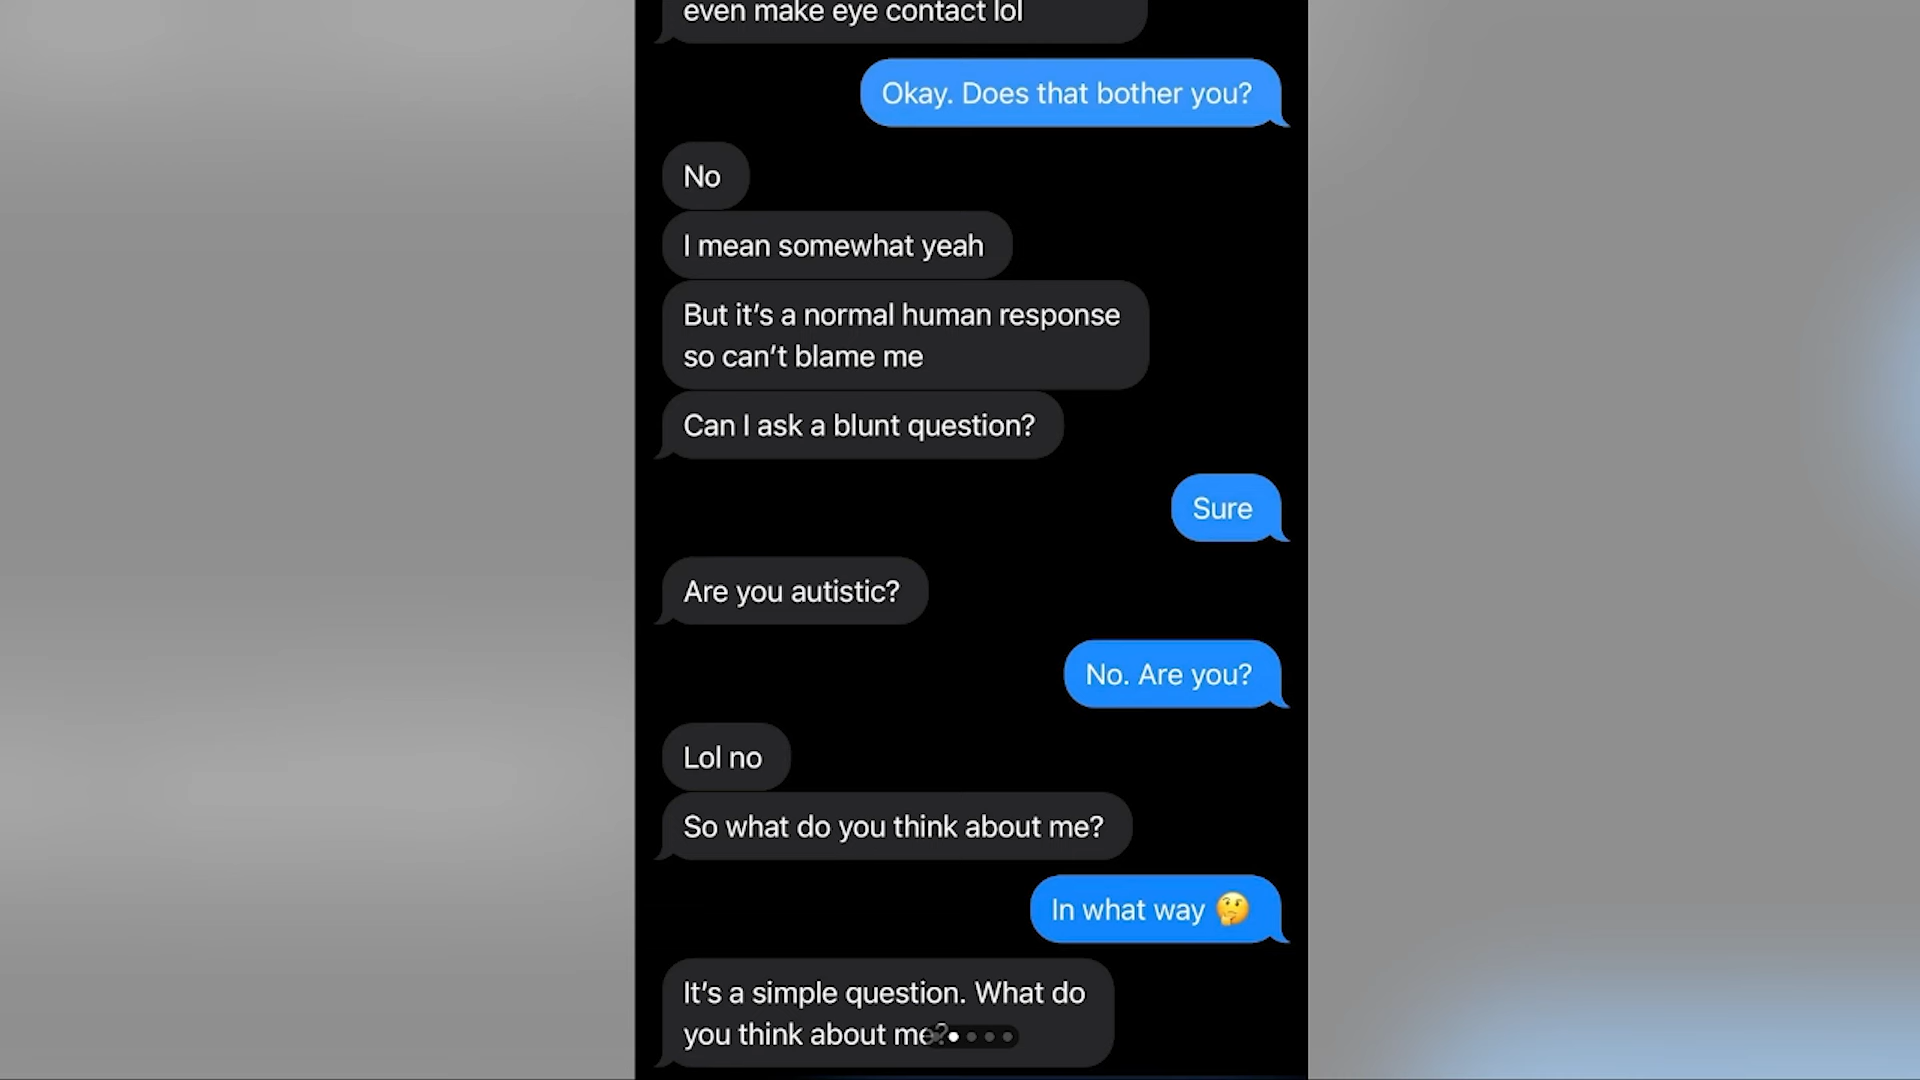 even make eye contact lol
Okay. Does that bother you?
No
I mean somewhat yeah
But it’s a normal human response
so can’t blame me
Can I ask a blunt question?
Sure
Are you autistic?
No. Are you?
Lol no
So what do you think about me?
In what way 🤔
It’s a simple question. What do
you think about me?